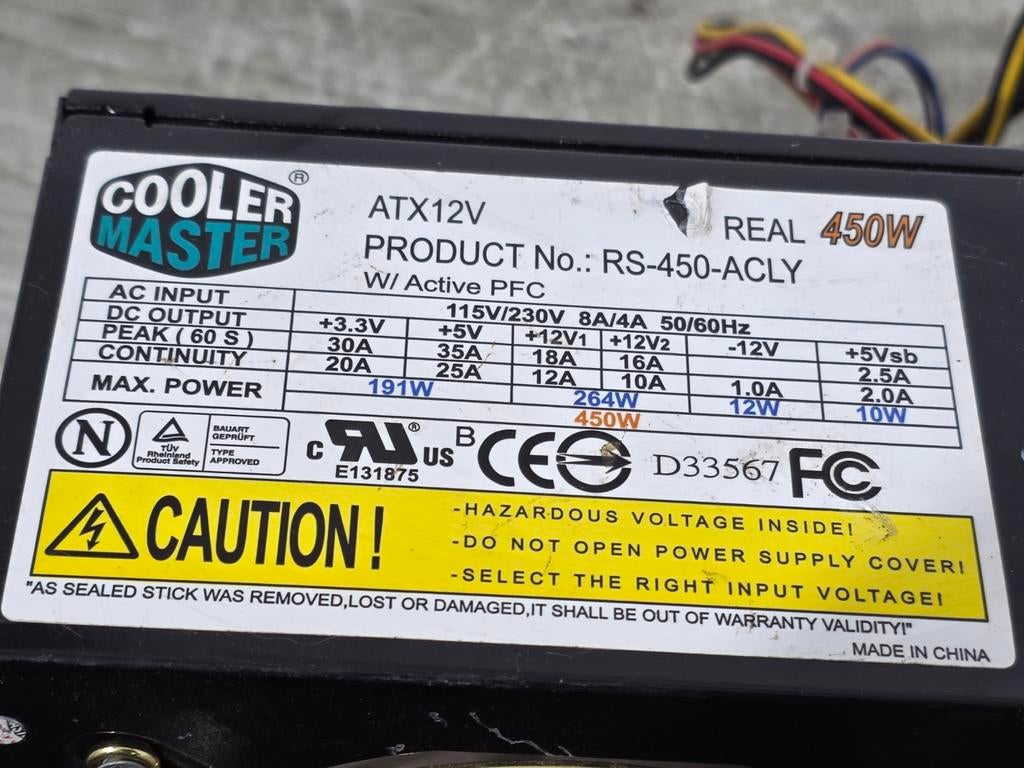 COOLER
MASTER®
ATX12V REAL 450W
PRODUCT No.: RS-450-ACLY
W/ Active PFC
AC INPUT 115V/230V 8A/4A 50/60Hz
DC OUTPUT +3.3V +5V +12V1 +12V2 -12V +5Vsb
PEAK ( 60 S ) 30A 35A 18A 16A 2.5A
CONTINUITY 20A 25A 12A 10A 1.0A 2.0A
MAX. POWER 191W 264W 12W 10W
450W
N
TÜV
Rheinland
Product Safety
BAUART
GEPRÜFT
TYPE
APPROVED
C RU® US
E131875
B CE D33567 FC
CAUTION !
-HAZARDOUS VOLTAGE INSIDE!
-DO NOT OPEN POWER SUPPLY COVER!
-SELECT THE RIGHT INPUT VOLTAGE!
"AS SEALED STICK WAS REMOVED,LOST OR DAMAGED,IT SHALL BE OUT OF WARRANTY VALIDITY!"
MADE IN CHINA